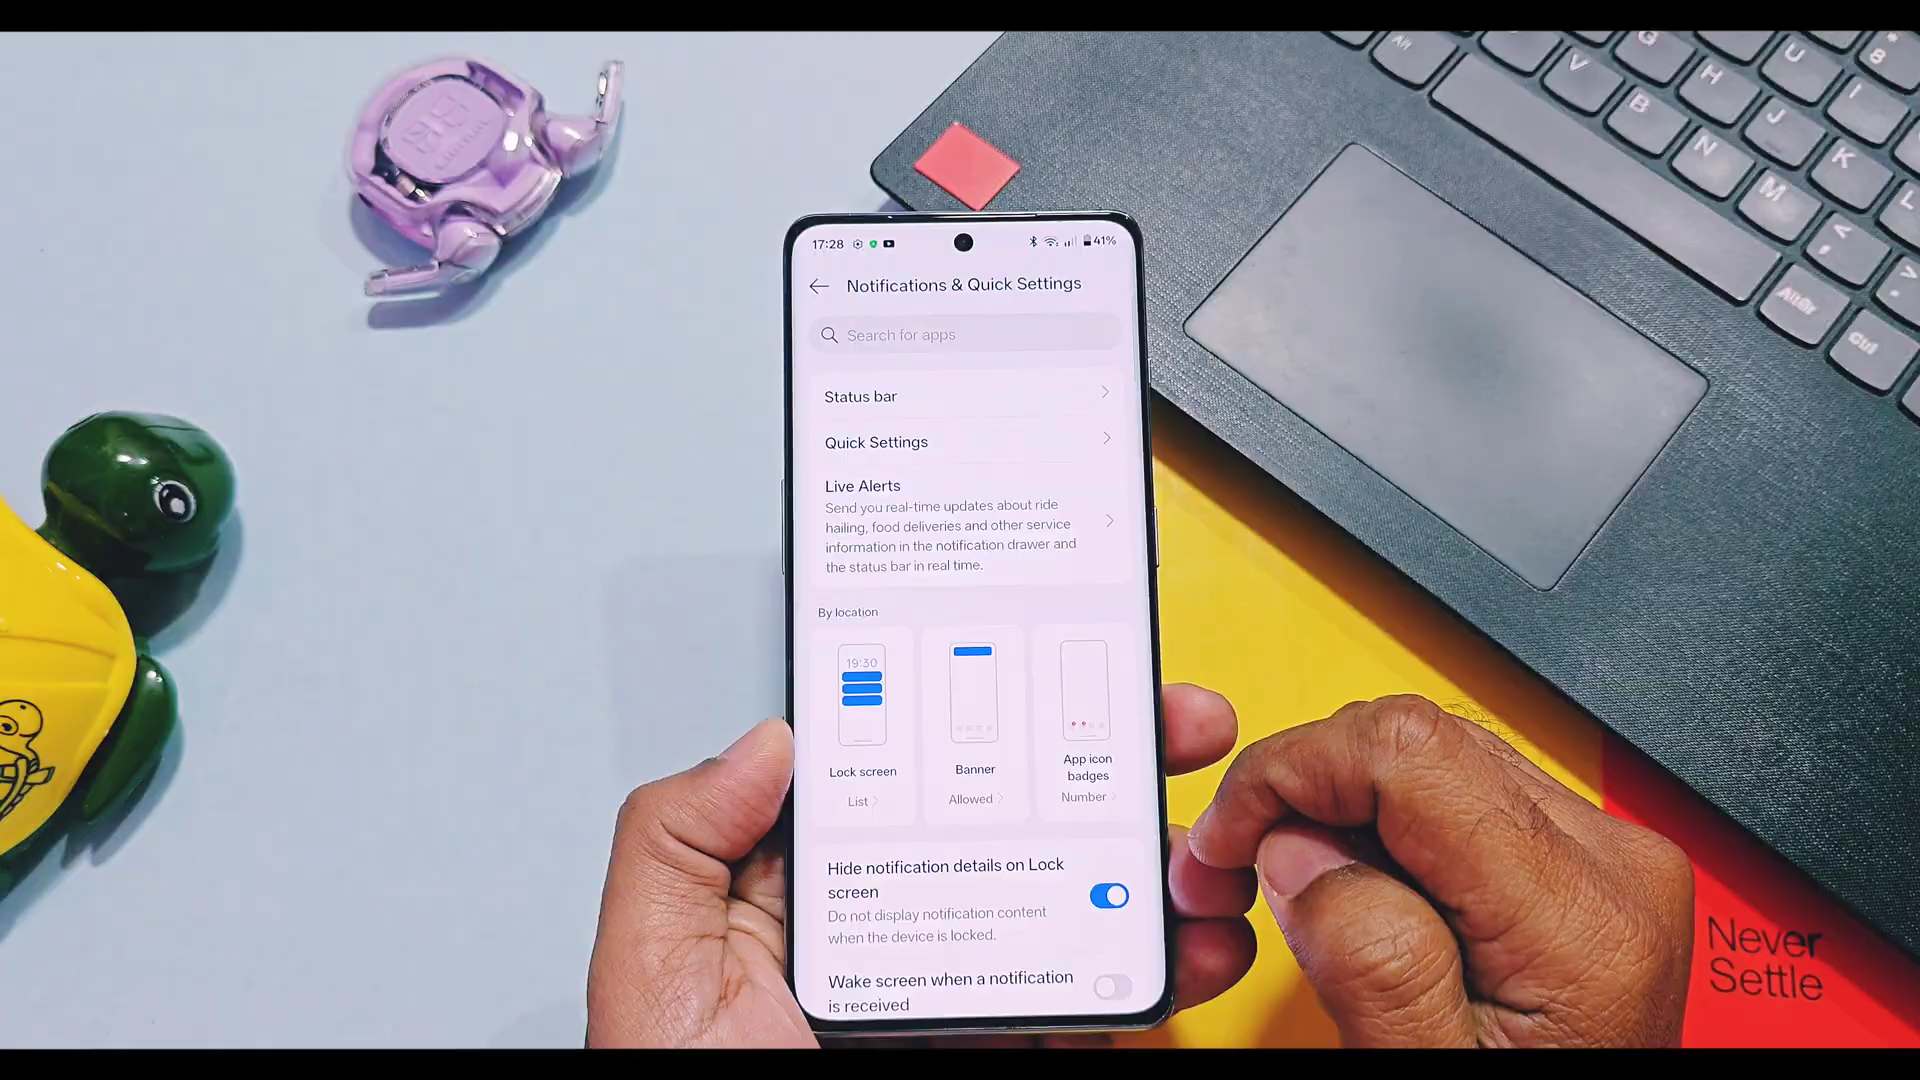 17:28
41%
Notifications & Quick Settings
Search for apps
Status bar
Quick Settings
Live Alerts
Send you real-time updates about ride
hailing, food deliveries and other service
information in the notification drawer and
the status bar in real time.
By location
19:30
Lock screen
List
Banner
Allowed
App icon
badges
Number
Hide notification details on Lock
screen
Do not display notification content
when the device is locked.
Wake screen when a notification
is received
Alt
V
G
B
H
N
U
J
M
8
I
K
<
L
>
AltGr
Ctrl
Never
Settle